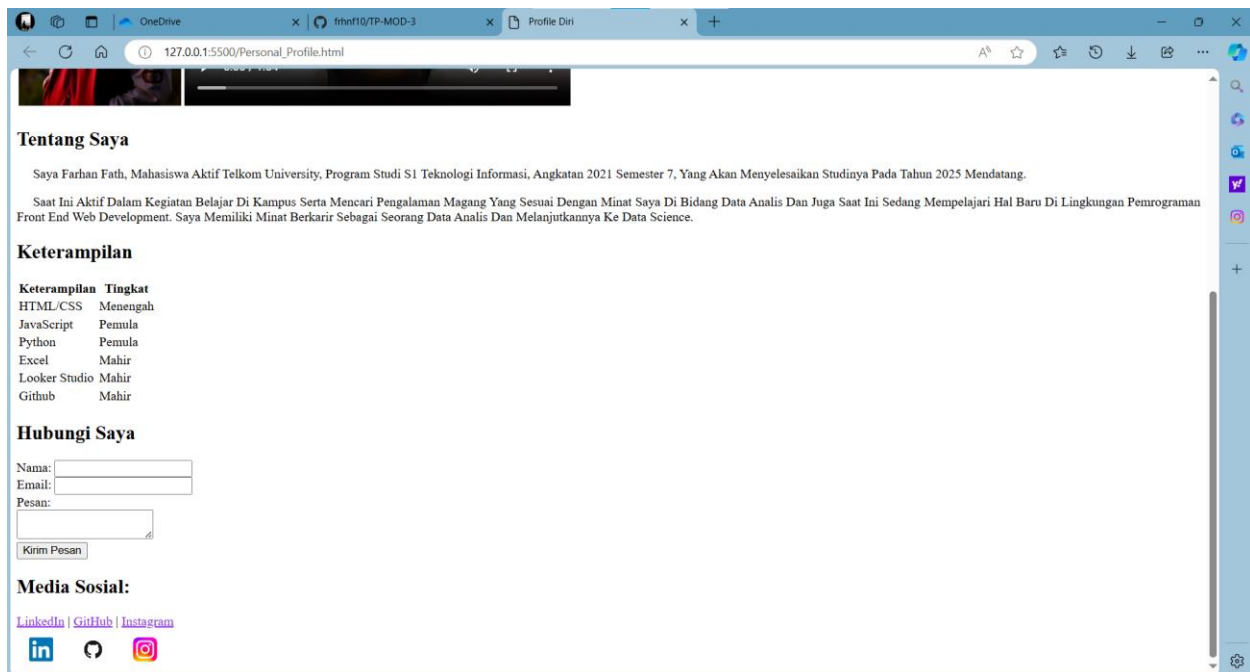 OneDrive
frhnf10/TP-MOD-3
Profile Diri
127.0.0.1:5500/Personal_Profile.html
Tentang Saya
Saya Farhan Fath, Mahasiswa Aktif Telkom University, Program Studi S1 Teknologi Informasi, Angkatan 2021 Semester 7, Yang Akan Menyelesaikan Studinya Pada Tahun 2025 Mendatang.
Saat Ini Aktif Dalam Kegiatan Belajar Di Kampus Serta Mencari Pengalaman Magang Yang Sesuai Dengan Minat Saya Di Bidang Data Analis Dan Juga Saat Ini Sedang Mempelajari Hal Baru Di Lingkungan Pemrograman
Front End Web Development. Saya Memiliki Minat Berkarir Sebagai Seorang Data Analis Dan Melanjutkannya Ke Data Science.
Keterampilan
Keterampilan Tingkat
HTML/CSS Menengah
JavaScript Pemula
Python Pemula
Excel Mahir
Looker Studio Mahir
Github Mahir
Hubungi Saya
Nama:
Email:
Pesan:
Kirim Pesan
Media Sosial:
LinkedIn | GitHub | Instagram
in